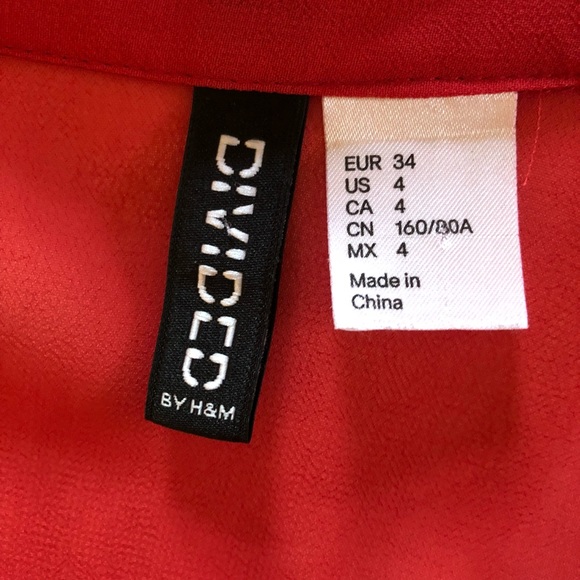 DIVIDED
BY H&M
EUR 34
US 4
CA 4
CN 160/80A
MX 4
Made in
China